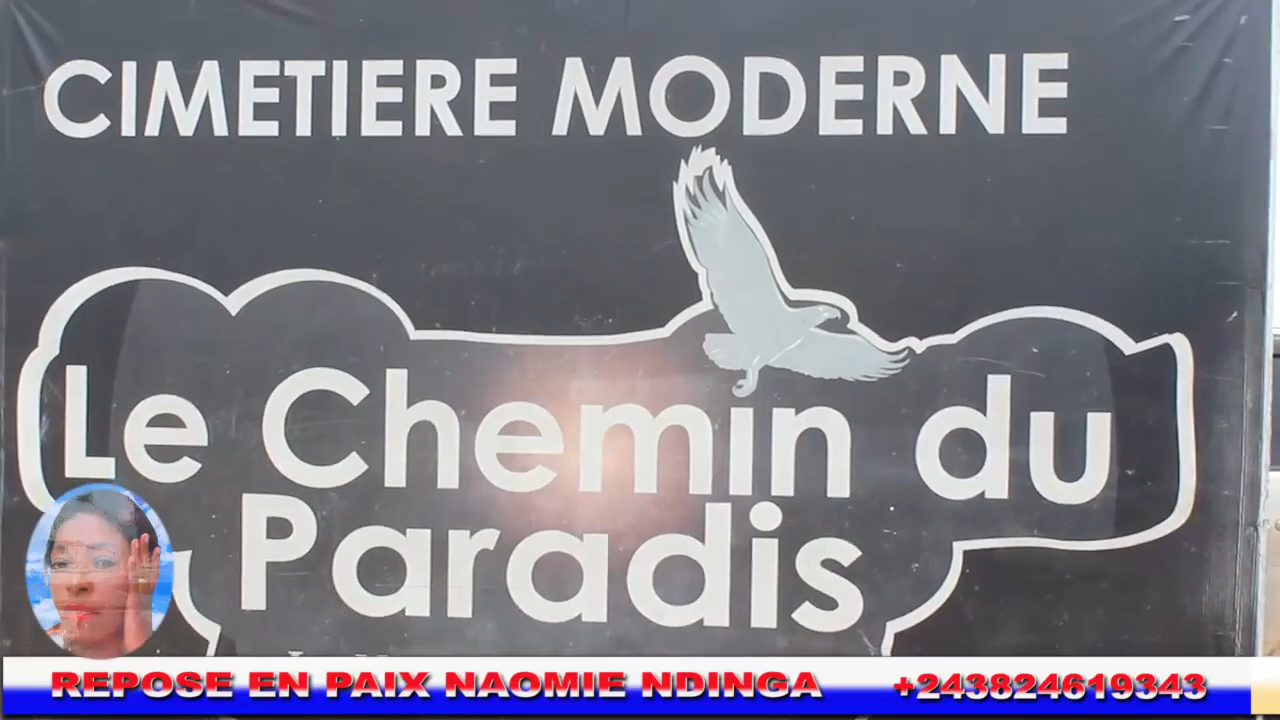 CIMETIERE MODERNE
Le Chemin du
Paradis
REPOSE EN PAIX NAOMIE NDINGA +243824619343